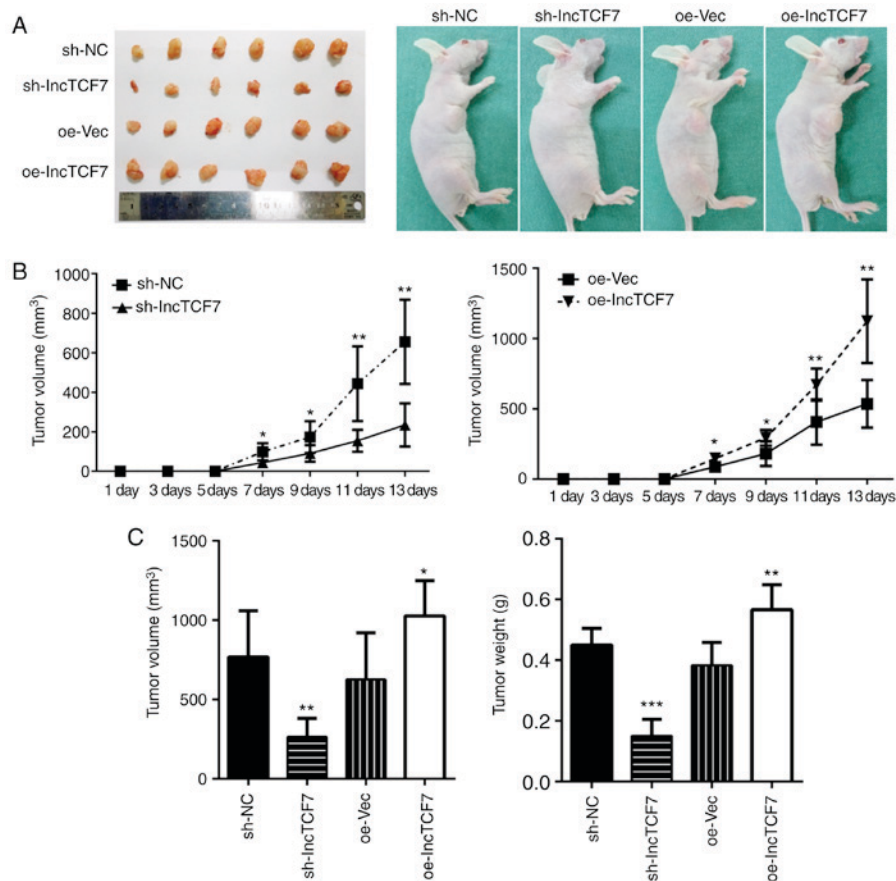 A
sh-NC
sh-lncTCF7
oe-Vec
oe-lncTCF7
sh-NC sh-lncTCF7 oe-Vec oe-lncTCF7
B
Tumor volume (mm³)
1000
800
600
400
200
0
sh-NC
sh-lncTCF7
*
*
**
**
1 day 3 days 5 days 7 days 9 days 11 days 13 days
Tumor volume (mm³)
1500
1000
500
0
oe-Vec
oe-lncTCF7
*
*
**
**
1 day 3 days 5 days 7 days 9 days 11 days 13 days
C
Tumor volume (mm³)
1500
1000
500
0
**
*
sh-NC
sh-lncTCF7
oe-Vec
oe-lncTCF7
Tumor weight (g)
0.8
0.6
0.4
0.2
0.0
***
**
sh-NC
sh-lncTCF7
oe-Vec
oe-lncTCF7